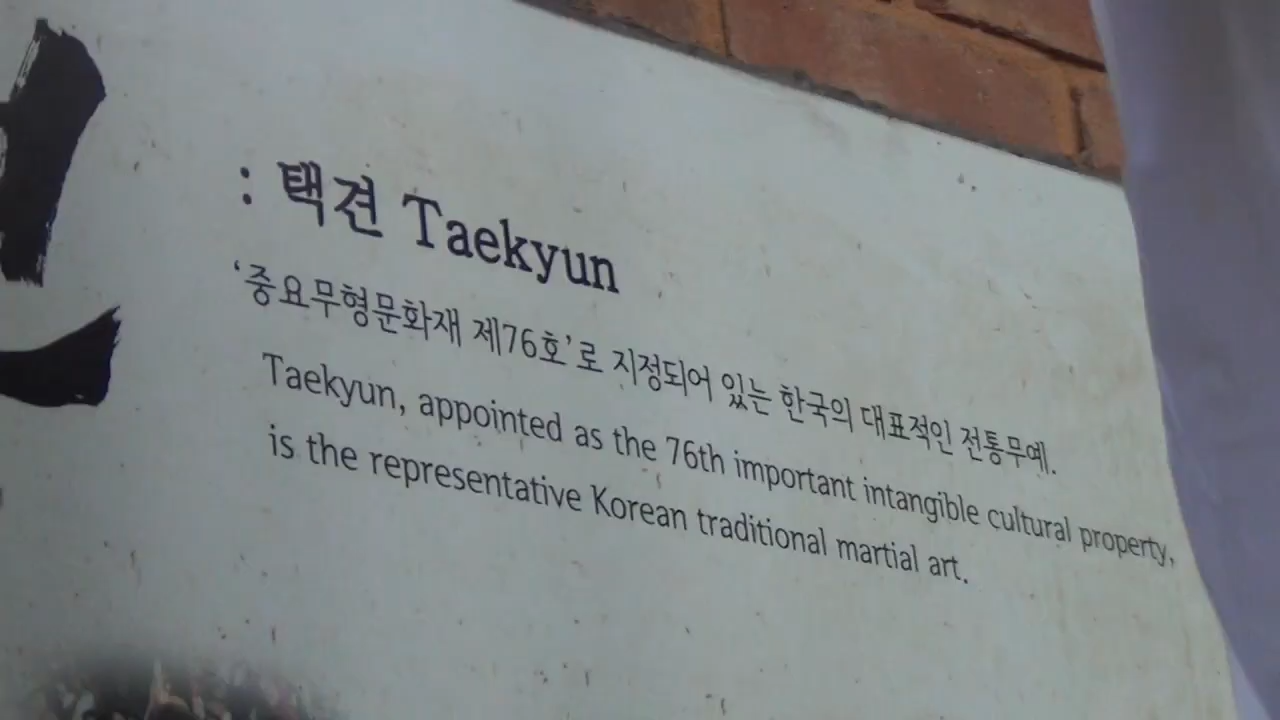 : 택견 Taekyun
‘중요무형문화재 제76호’로 지정되어 있는 한국의 대표적인 전통무예.
Taekyun, appointed as the 76th important intangible cultural property,
is the representative Korean traditional martial art.